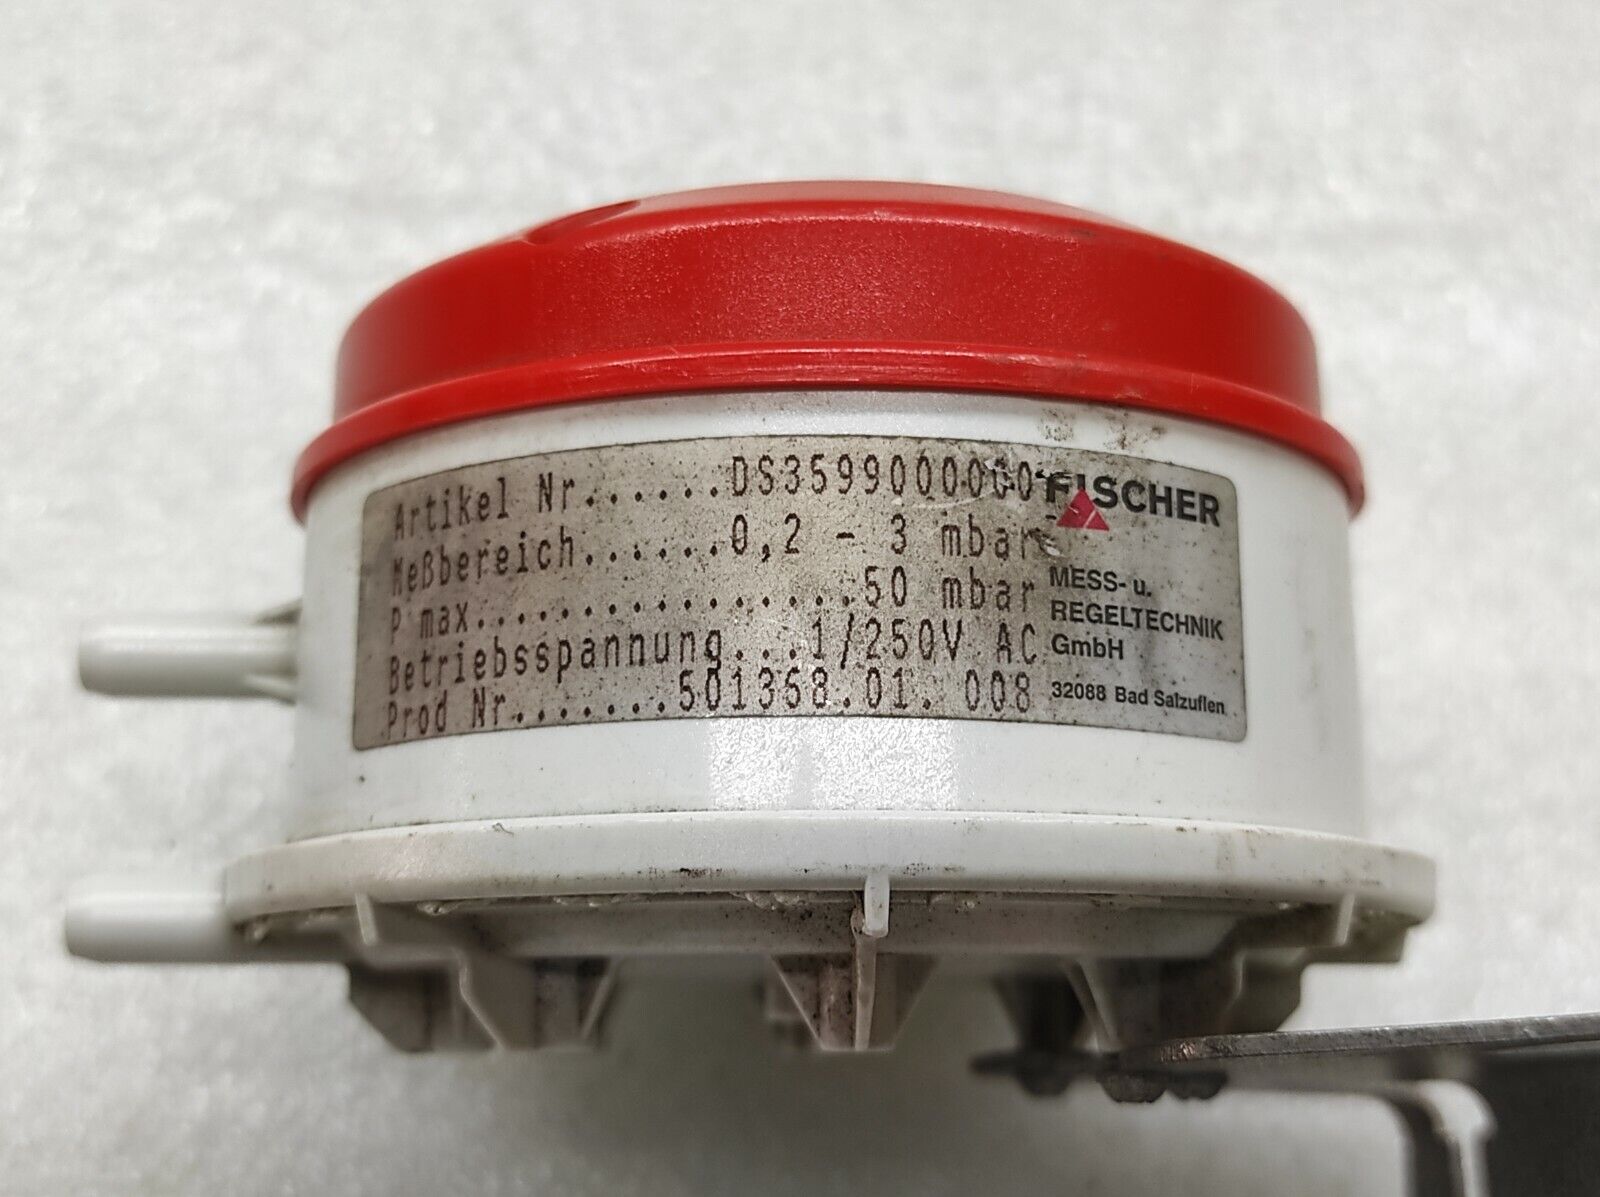 Artikel Nr......DS3599000000
Meßbereich......0,2 - 3 mbar
P max................50 mbar
Betriebsspannung...1/250V AC
Prod Nr.......501368.01. 008
FISCHER
MESS- u.
REGELTECHNIK
GmbH
32088 Bad Salzuflen